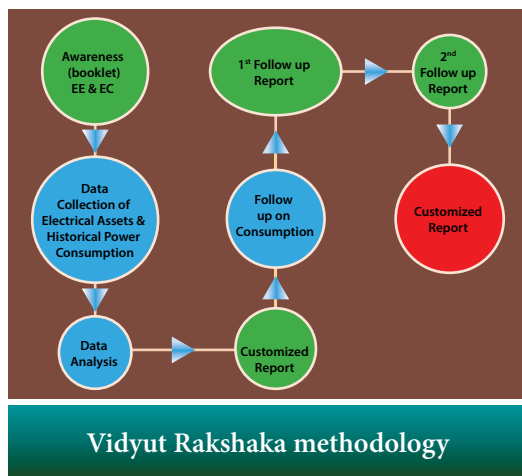 Awareness
(booklet)
EE & EC
Data
Collection of
Electrical Assets &
Historical Power
Consumption
Data
Analysis
Customized
Report
Follow
up on
Consumption
1st Follow up
Report
2nd
Follow up
Report
Customized
Report
Vidyut Rakshaka methodology